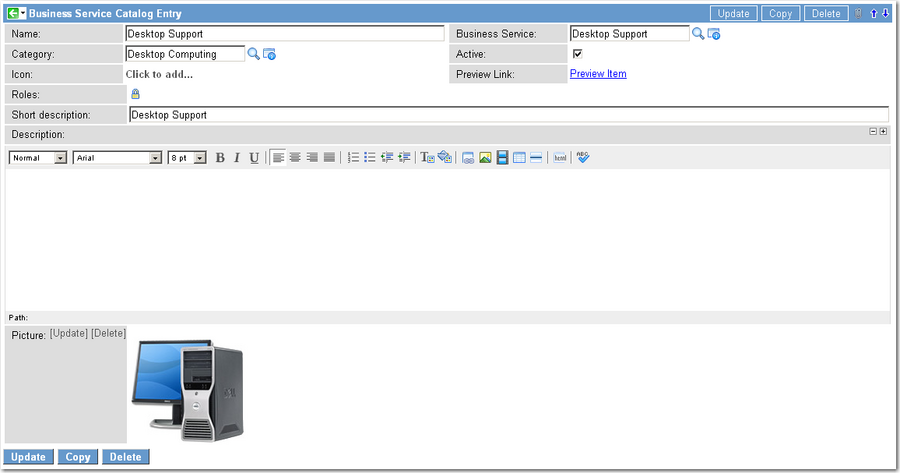 Business Service Catalog Entry Update Copy Delete
Name: Desktop Support Business Service: Desktop Support
Category: Desktop Computing Active:
Icon: Click to add... Preview Link: Preview Item
Roles:
Short description: Desktop Support
Description:
Normal Arial 8 pt B I U T html ABC
Path:
Picture: [Update] [Delete]
Update Copy Delete